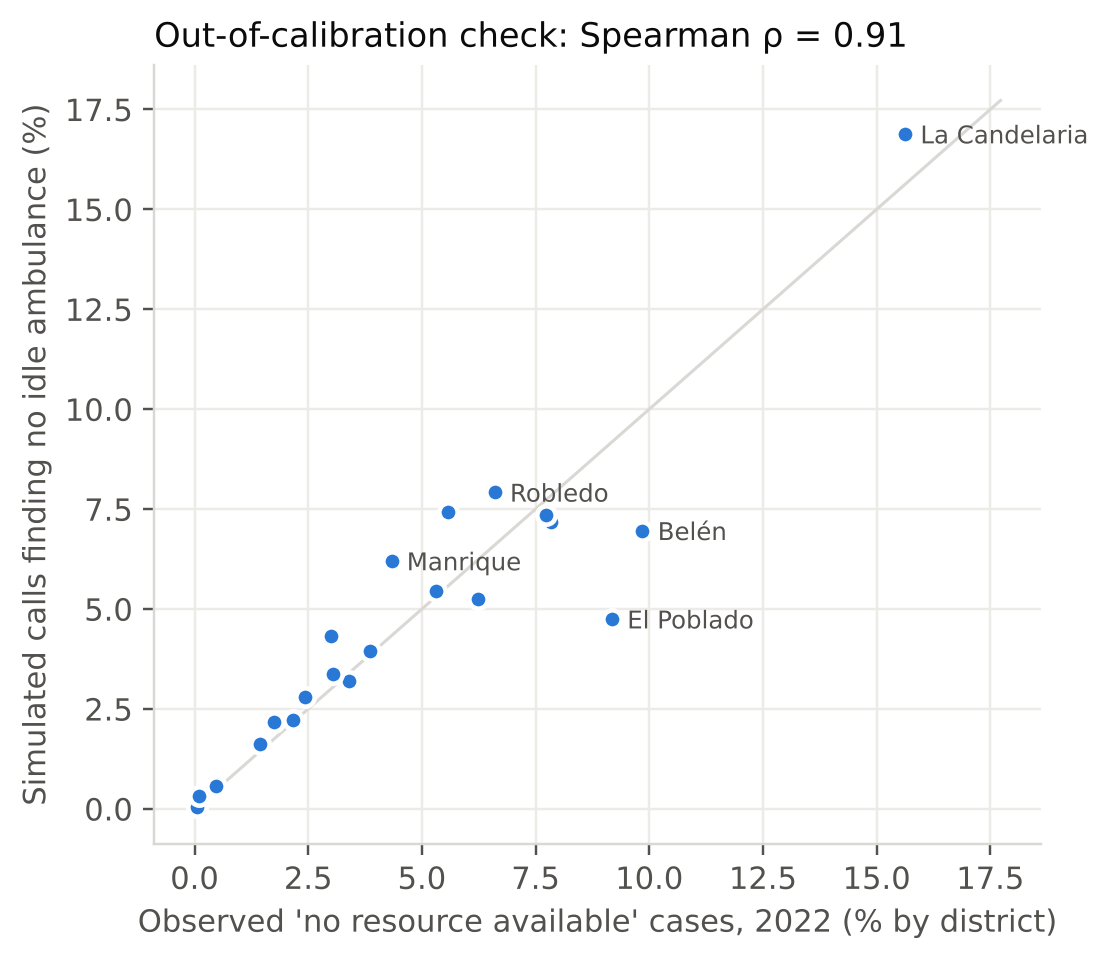 Out-of-calibration check: Spearman ρ = 0.91
Simulated calls finding no idle ambulance (%)
17.5
15.0
12.5
10.0
7.5
5.0
2.5
0.0
La Candelaria
Robledo
Belén
Manrique
El Poblado
0.0 2.5 5.0 7.5 10.0 12.5 15.0 17.5
Observed 'no resource available' cases, 2022 (% by district)